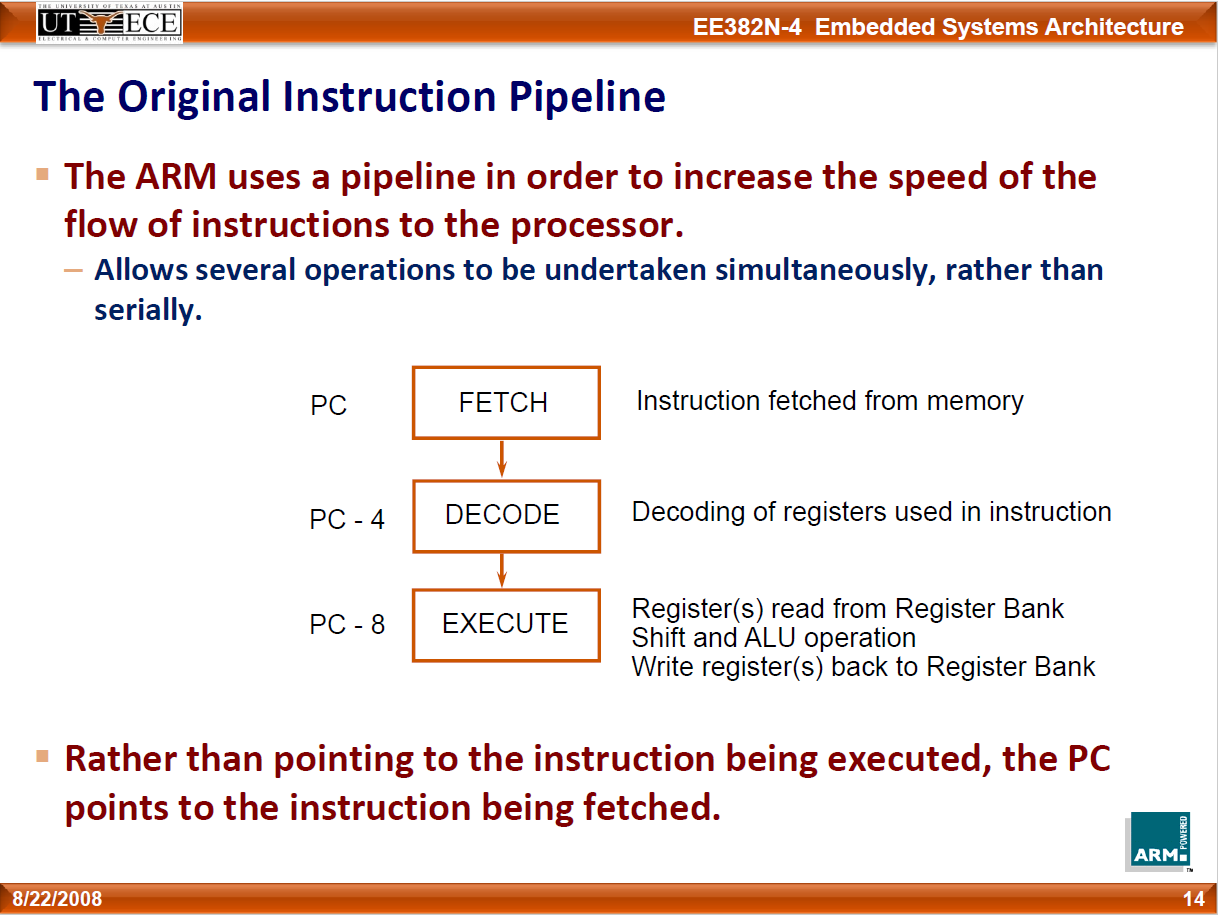 THE UNIVERSITY OF TEXAS AT AUSTIN
UT ECE
ELECTRICAL & COMPUTER ENGINEERING
EE382N-4 Embedded Systems Architecture
The Original Instruction Pipeline
The ARM uses a pipeline in order to increase the speed of the
flow of instructions to the processor.
– Allows several operations to be undertaken simultaneously, rather than
serially.
PC FETCH Instruction fetched from memory
PC - 4 DECODE Decoding of registers used in instruction
PC - 8 EXECUTE Register(s) read from Register Bank
Shift and ALU operation
Write register(s) back to Register Bank
Rather than pointing to the instruction being executed, the PC
points to the instruction being fetched.
ARM POWERED
TM
8/22/2008 14